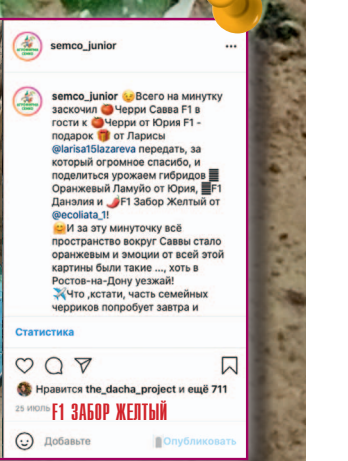 semco_junior
semco_junior 😉Всего на минутку
заскочил 🍅Черри Савва F1 в
гости к 🍅Черри от Юрия F1 -
подарок 🎁 от Ларисы
@larisa15lazareva передать, за
который огромное спасибо, и
поделиться урожаем гибридов
Оранжевый Ламуйо от Юрия, F1
Данэлия и 🌶F1 Забор Желтый от
@ecoliata_1!
🤗И за эту минуточку всё
пространство вокруг Саввы стало
оранжевым и эмоции от всей этой
картины были такие ..., хоть в
Ростов-на-Дону уезжай!
✈Что ,кстати, часть семейных
черриков попробует завтра и
Статистика
Нравится the_dacha_project и ещё 711
25 ИЮЛЬ F1 ЗАБОР ЖЕЛТЫЙ
Добавьте Опубликовать